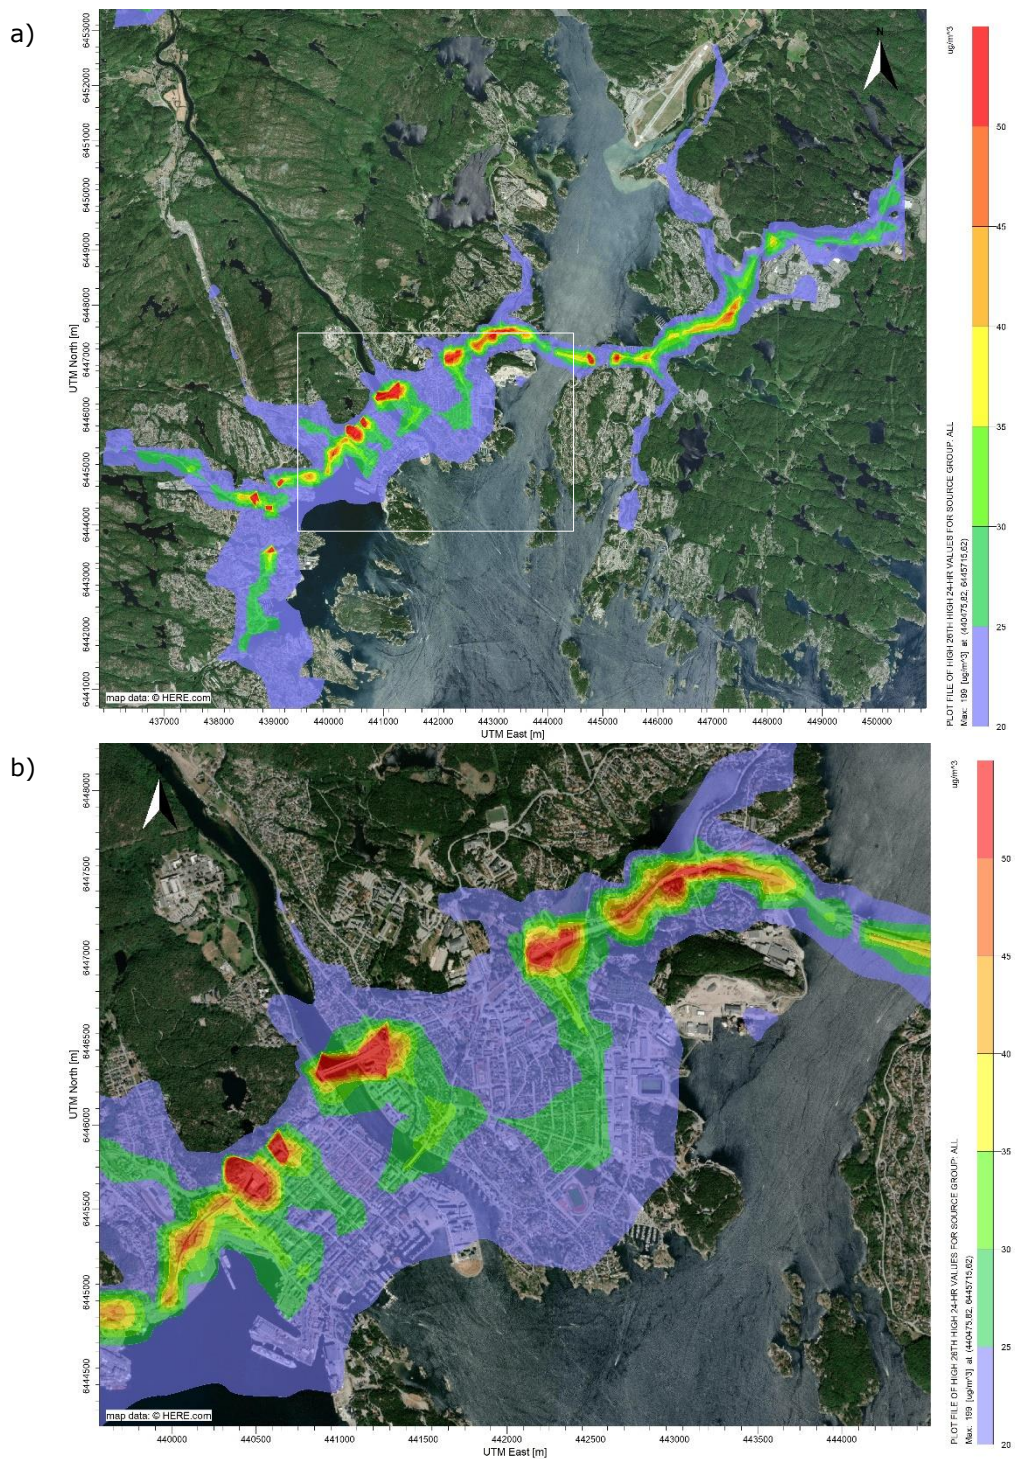 a)
6453000
6452000
6451000
6450000
6449000
6448000
6447000
6446000
6445000
6444000
6443000
6442000
6441000
UTM North [m]
N
map data: © HERE.com
437000 438000 439000 440000 441000 442000 443000 444000 445000 446000 447000 448000 449000 450000
UTM East [m]
ug/m^3
50
45
40
35
30
25
20
PLOT FILE OF HIGH 26TH HIGH 24-HR VALUES FOR SOURCE GROUP: ALL
Max: 199 [ug/m^3] at (440475,82, 6445715,62)
b)
6448000
6447500
6447000
6446500
6446000
6445500
6445000
6444500
UTM North [m]
map data: © HERE.com
440000 440500 441000 441500 442000 442500 443000 443500 444000
UTM East [m]
ug/m^3
50
45
40
35
30
25
20
PLOT FILE OF HIGH 26TH HIGH 24-HR VALUES FOR SOURCE GROUP: ALL
Max: 199 [ug/m^3] at (440475,82, 6445715,62)